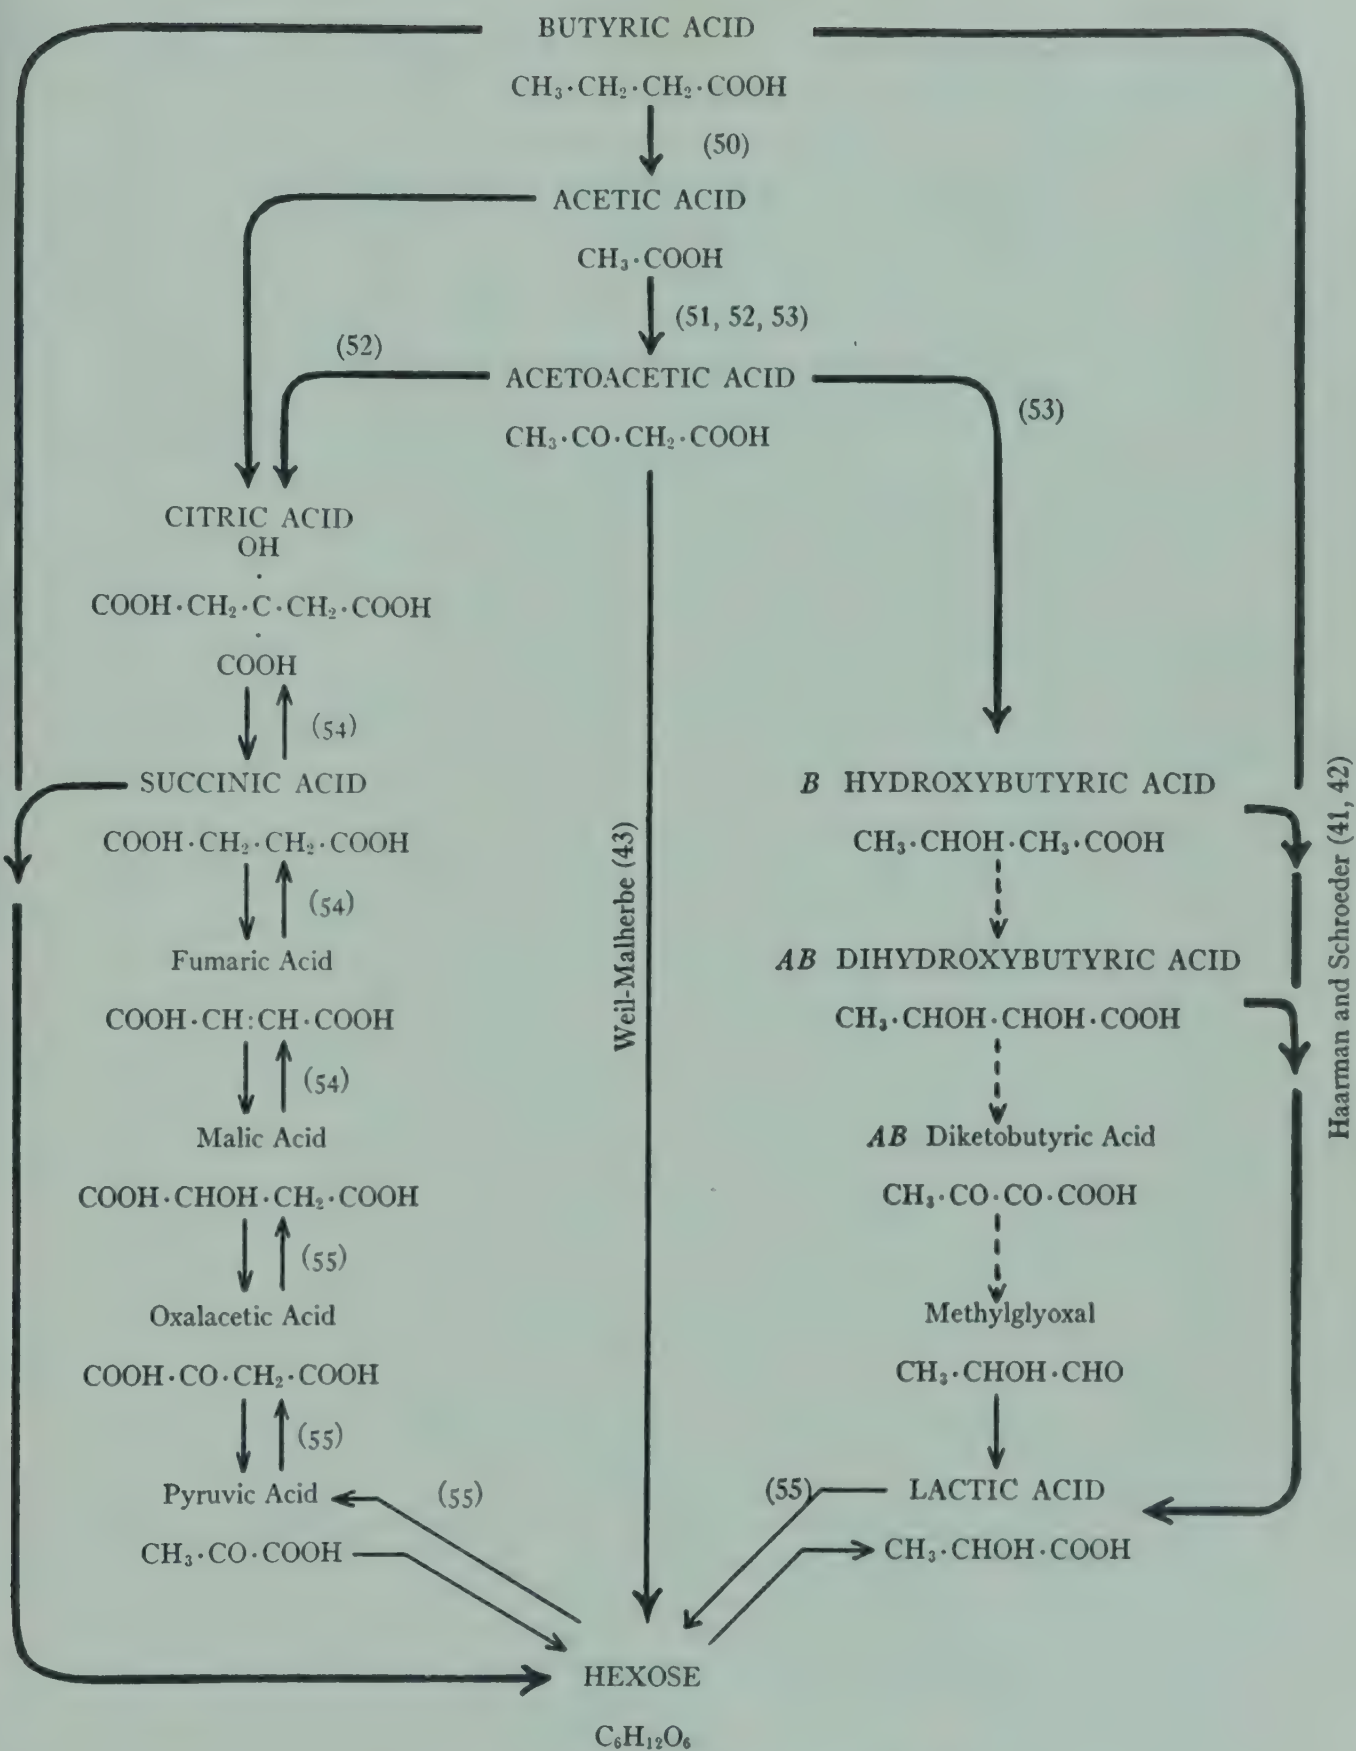 BUTYRIC ACID
CH₃·CH₂·CH₂·COOH
(50)
ACETIC ACID
CH₃·COOH
(51, 52, 53)
(52)
ACETOACETIC ACID
(53)
CH₃·CO·CH₂·COOH
CITRIC ACID
OH
·
COOH·CH₂·C·CH₂·COOH
·
COOH
(54)
SUCCINIC ACID
COOH·CH₂·CH₂·COOH
(54)
Fumaric Acid
COOH·CH:CH·COOH
(54)
Malic Acid
COOH·CHOH·CH₂·COOH
(55)
Oxalacetic Acid
COOH·CO·CH₂·COOH
(55)
Pyruvic Acid
(55)
CH₃·CO·COOH
Weil-Malherbe (43)
B HYDROXYBUTYRIC ACID
CH₃·CHOH·CH₃·COOH
AB DIHYDROXYBUTYRIC ACID
CH₃·CHOH·CHOH·COOH
AB Diketobutyric Acid
CH₃·CO·CO·COOH
Methylglyoxal
CH₃·CHOH·CHO
(55)
LACTIC ACID
CH₃·CHOH·COOH
Haarman and Schroeder (41, 42)
HEXOSE
C₆H₁₂O₆